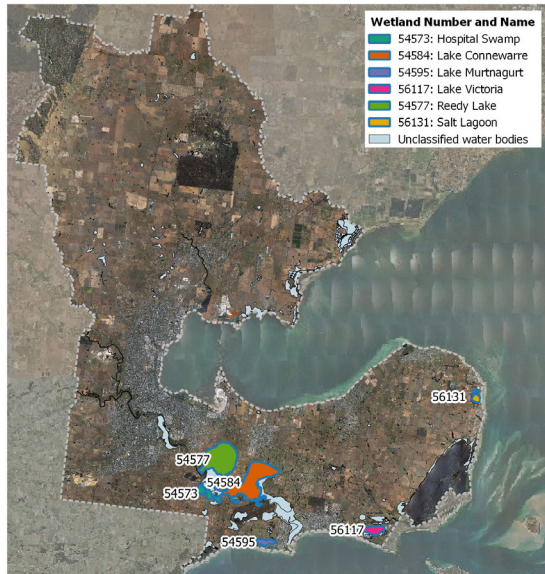 Wetland Number and Name
54573: Hospital Swamp
54584: Lake Connewarre
54595: Lake Murtnagurt
56117: Lake Victoria
54577: Reedy Lake
56131: Salt Lagoon
Unclassified water bodies
56131
54577
54584
54573
56117
54595